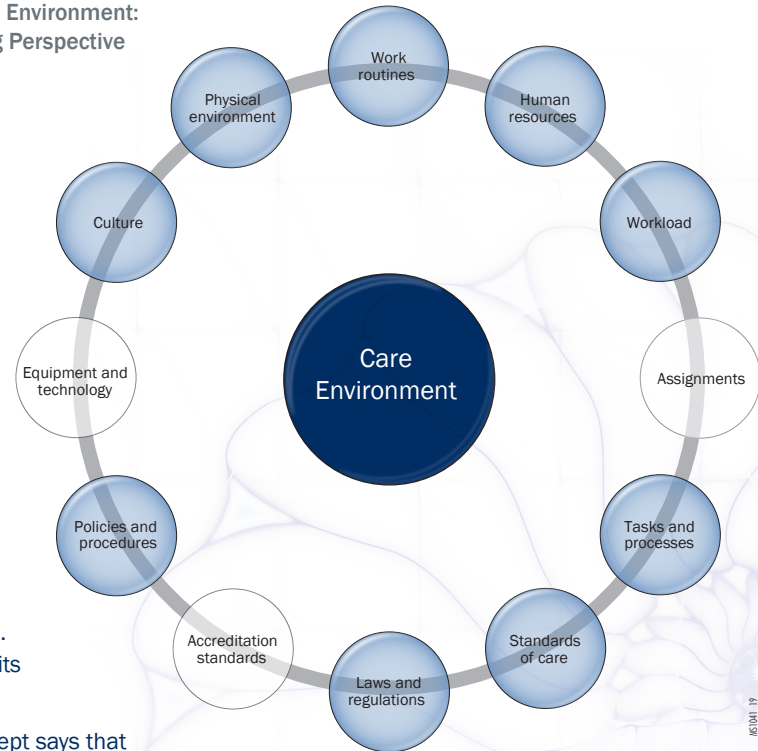 Environment:
g Perspective
Work
routines
Human
resources
Workload
Assignments
Tasks and
processes
Standards
of care
Laws and
regulations
Accreditation
standards
Policies and
procedures
Equipment and
technology
Culture
Physical
environment
Care
Environment
.
its
ept says that
MS1041_19